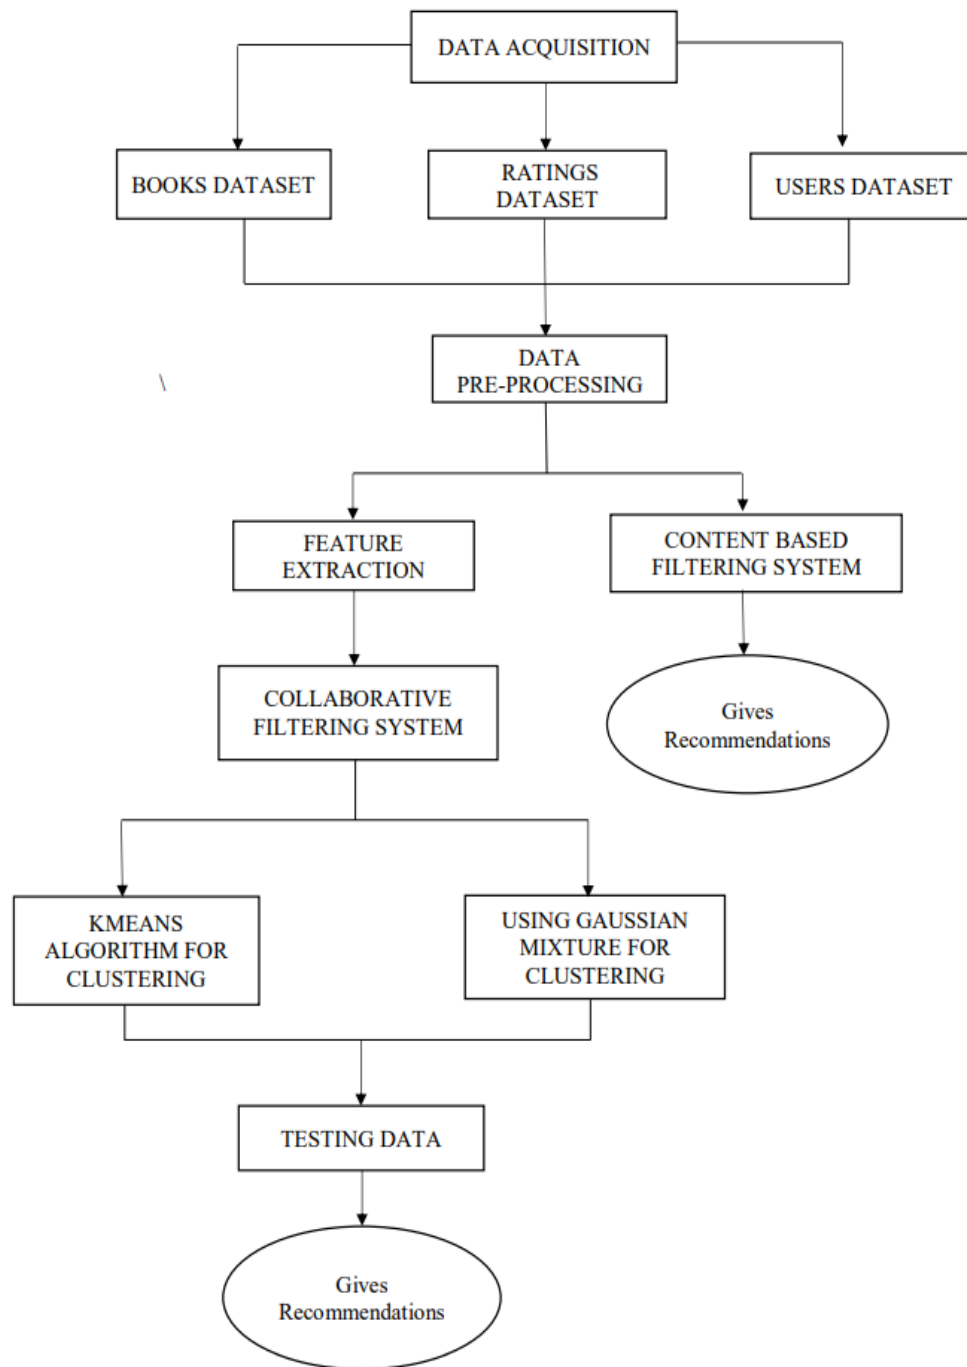 DATA ACQUISITION
BOOKS DATASET
RATINGS
DATASET
USERS DATASET
DATA
PRE-PROCESSING
\
FEATURE
EXTRACTION
CONTENT BASED
FILTERING SYSTEM
COLLABORATIVE
FILTERING SYSTEM
Gives
Recommendations
KMEANS
ALGORITHM FOR
CLUSTERING
USING GAUSSIAN
MIXTURE FOR
CLUSTERING
TESTING DATA
Gives
Recommendations